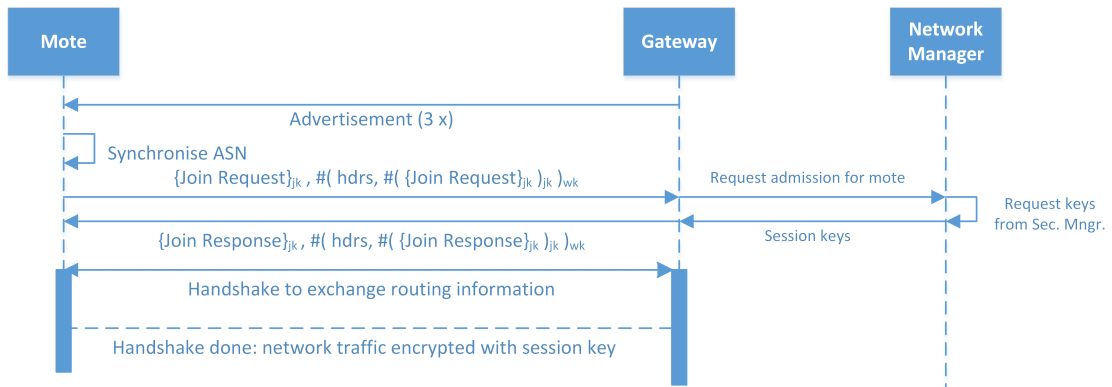 Mote
Gateway
Network
Manager
Advertisement (3 x)
Synchronise ASN
{Join Request}jk , #( hdrs, #( {Join Request}jk )jk )wk
Request admission for mote
Request keys
from Sec. Mngr.
{Join Response}jk , #( hdrs, #( {Join Response}jk )jk )wk
Session keys
Handshake to exchange routing information
Handshake done: network traffic encrypted with session key